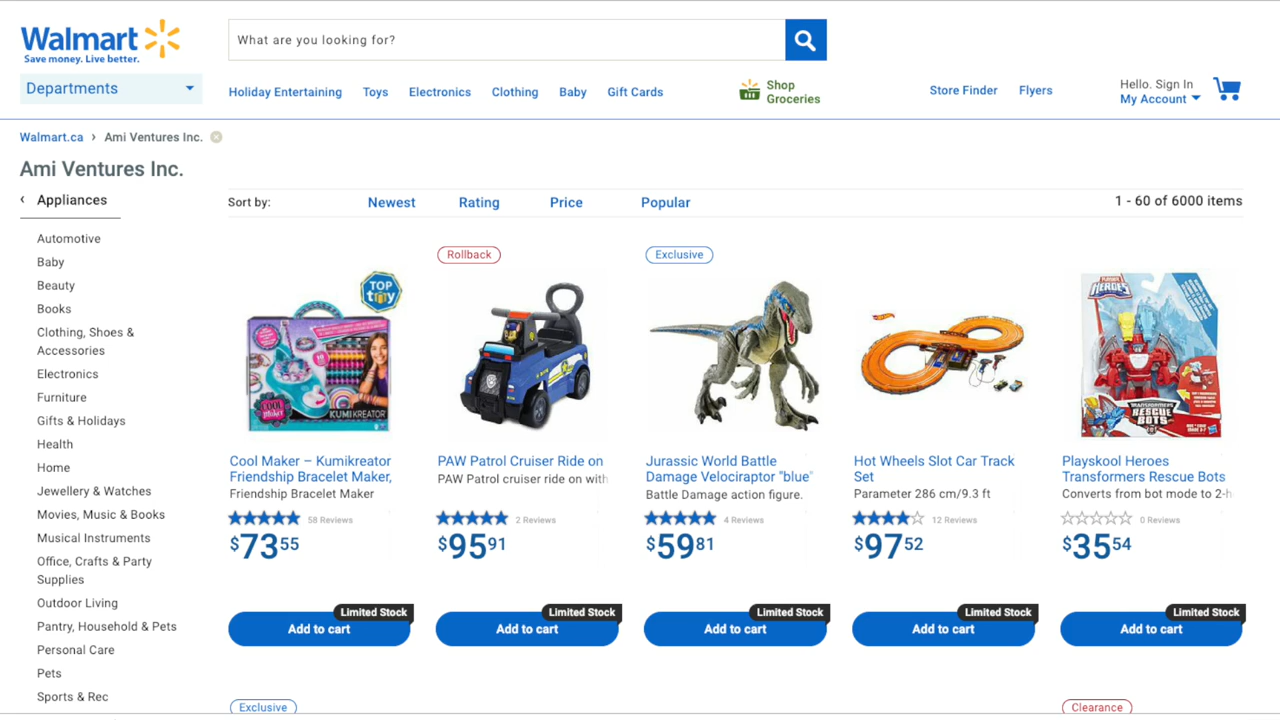 Walmart
Save money. Live better.
What are you looking for?
Departments
Holiday Entertaining
Toys
Electronics
Clothing
Baby
Gift Cards
Shop
Groceries
Store Finder
Flyers
Hello. Sign In
My Account
Walmart.ca › Ami Ventures Inc.
Ami Ventures Inc.
‹ Appliances
Automotive
Baby
Beauty
Books
Clothing, Shoes &
Accessories
Electronics
Furniture
Gifts & Holidays
Health
Home
Jewellery & Watches
Movies, Music & Books
Musical Instruments
Office, Crafts & Party
Supplies
Outdoor Living
Pantry, Household & Pets
Personal Care
Pets
Sports & Rec
Sort by:
Newest
Rating
Price
Popular
1 - 60 of 6000 items
TOP
COOL
KUMIKREATOR
Cool Maker – Kumikreator
Friendship Bracelet Maker,
Friendship Bracelet Maker
58 Reviews
$73 55
Limited Stock
Add to cart
Rollback
PAW Patrol Cruiser Ride on
PAW Patrol cruiser ride on with
2 Reviews
$95 91
Limited Stock
Add to cart
Exclusive
Jurassic World Battle
Damage Velociraptor "blue"
Battle Damage action figure.
4 Reviews
$59 81
Limited Stock
Add to cart
Hot Wheels Slot Car Track
Set
Parameter 286 cm/9.3 ft
12 Reviews
$97 52
Limited Stock
Add to cart
HEROES
TRANSFORMERS
RESCUE
BOTS
Playskool Heroes
Transformers Rescue Bots
Converts from bot mode to 2-h
0 Reviews
$35 54
Limited Stock
Add to cart
Exclusive
Clearance